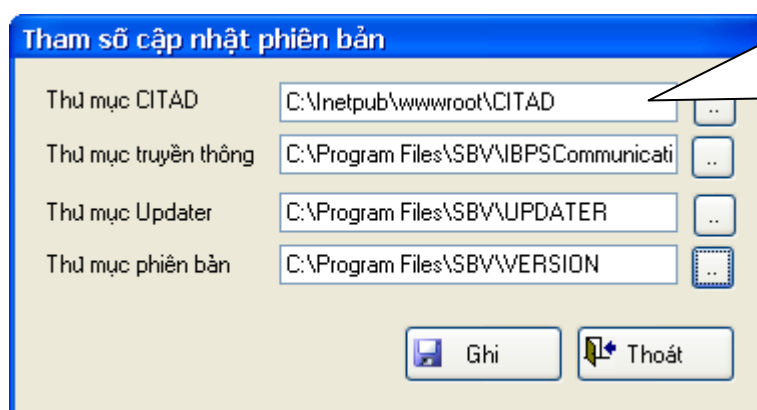 Tham số cập nhật phiên bản
Thư mục CITAD C:\Inetpub\wwwroot\CITAD ..
Thư mục truyền thông C:\Program Files\SBV\IBPSCommunicati ..
Thư mục Updater C:\Program Files\SBV\UPDATER ..
Thư mục phiên bản C:\Program Files\SBV\VERSION ..
Ghi Thoát